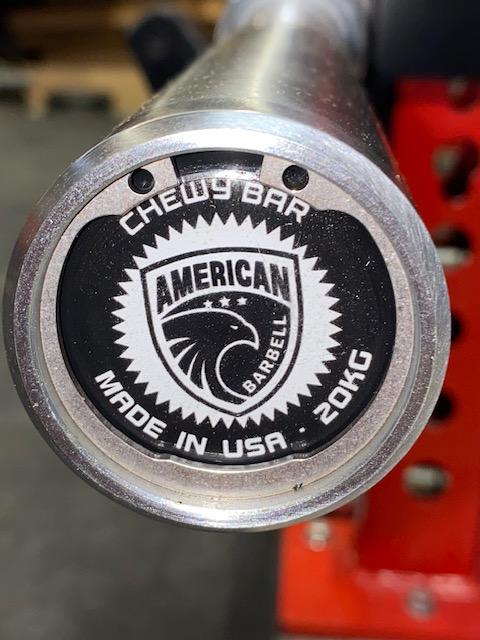 CHEWY BAR
AMERICAN
BARBELL
MADE IN USA · 20KG